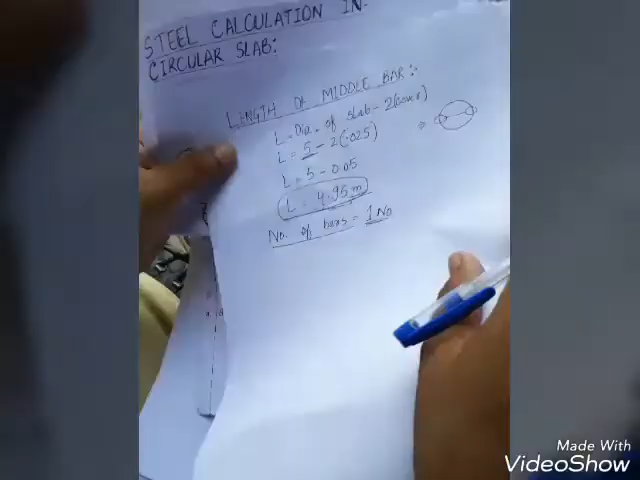 STEEL CALCULATION IN-
CIRCULAR SLAB:
LENGTH OF MIDDLE BAR:-
L = Dia. of slab - 2(cover)
L = 5 - 2(.025)
L = 5 - 0.05
L = 4.95 m
No. of bars = 1 No
Made With
VideoShow